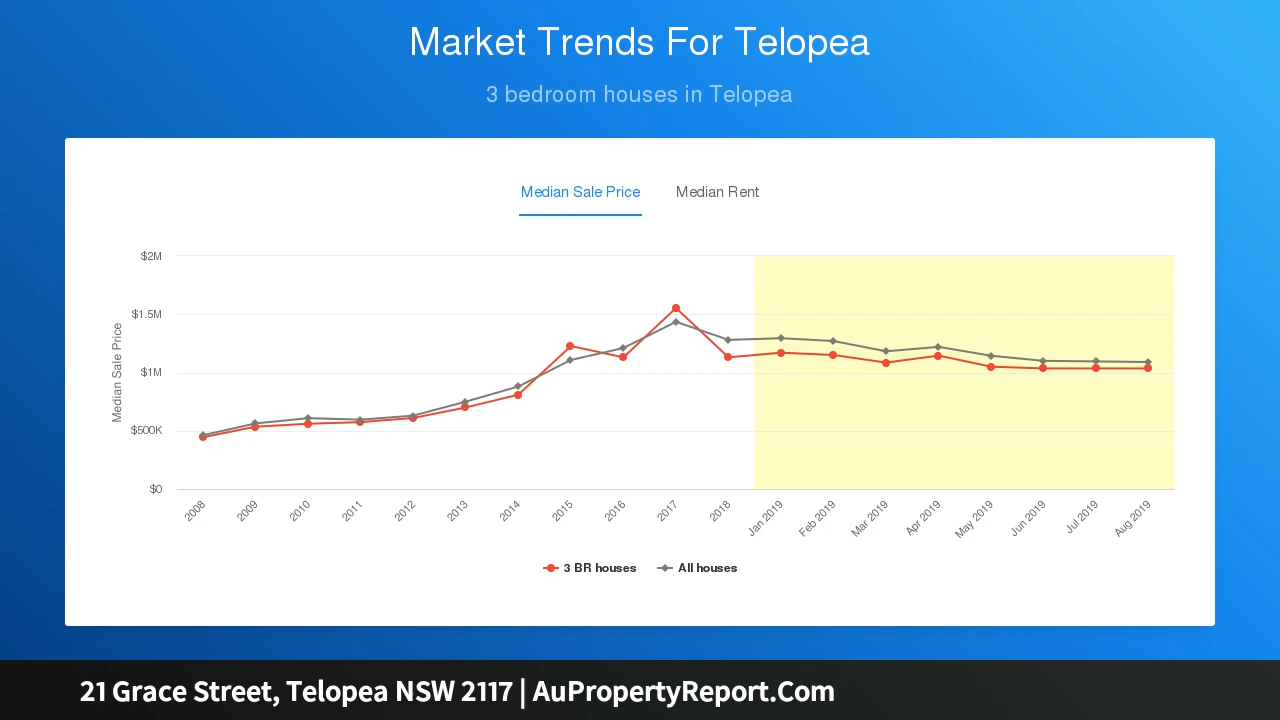 Market Trends For Telopea
3 bedroom houses in Telopea
Median Sale Price Median Rent
$2M
$1.5M
$1M
$500K
$0
Median Sale Price
2008 2009 2010 2011 2012 2013 2014 2015 2016 2017 2018 Jan 2019 Feb 2019 Mar 2019 Apr 2019 May 2019 Jun 2019 Jul 2019 Aug 2019
3 BR houses All houses
21 Grace Street, Telopea NSW 2117 | AuPropertyReport.Com